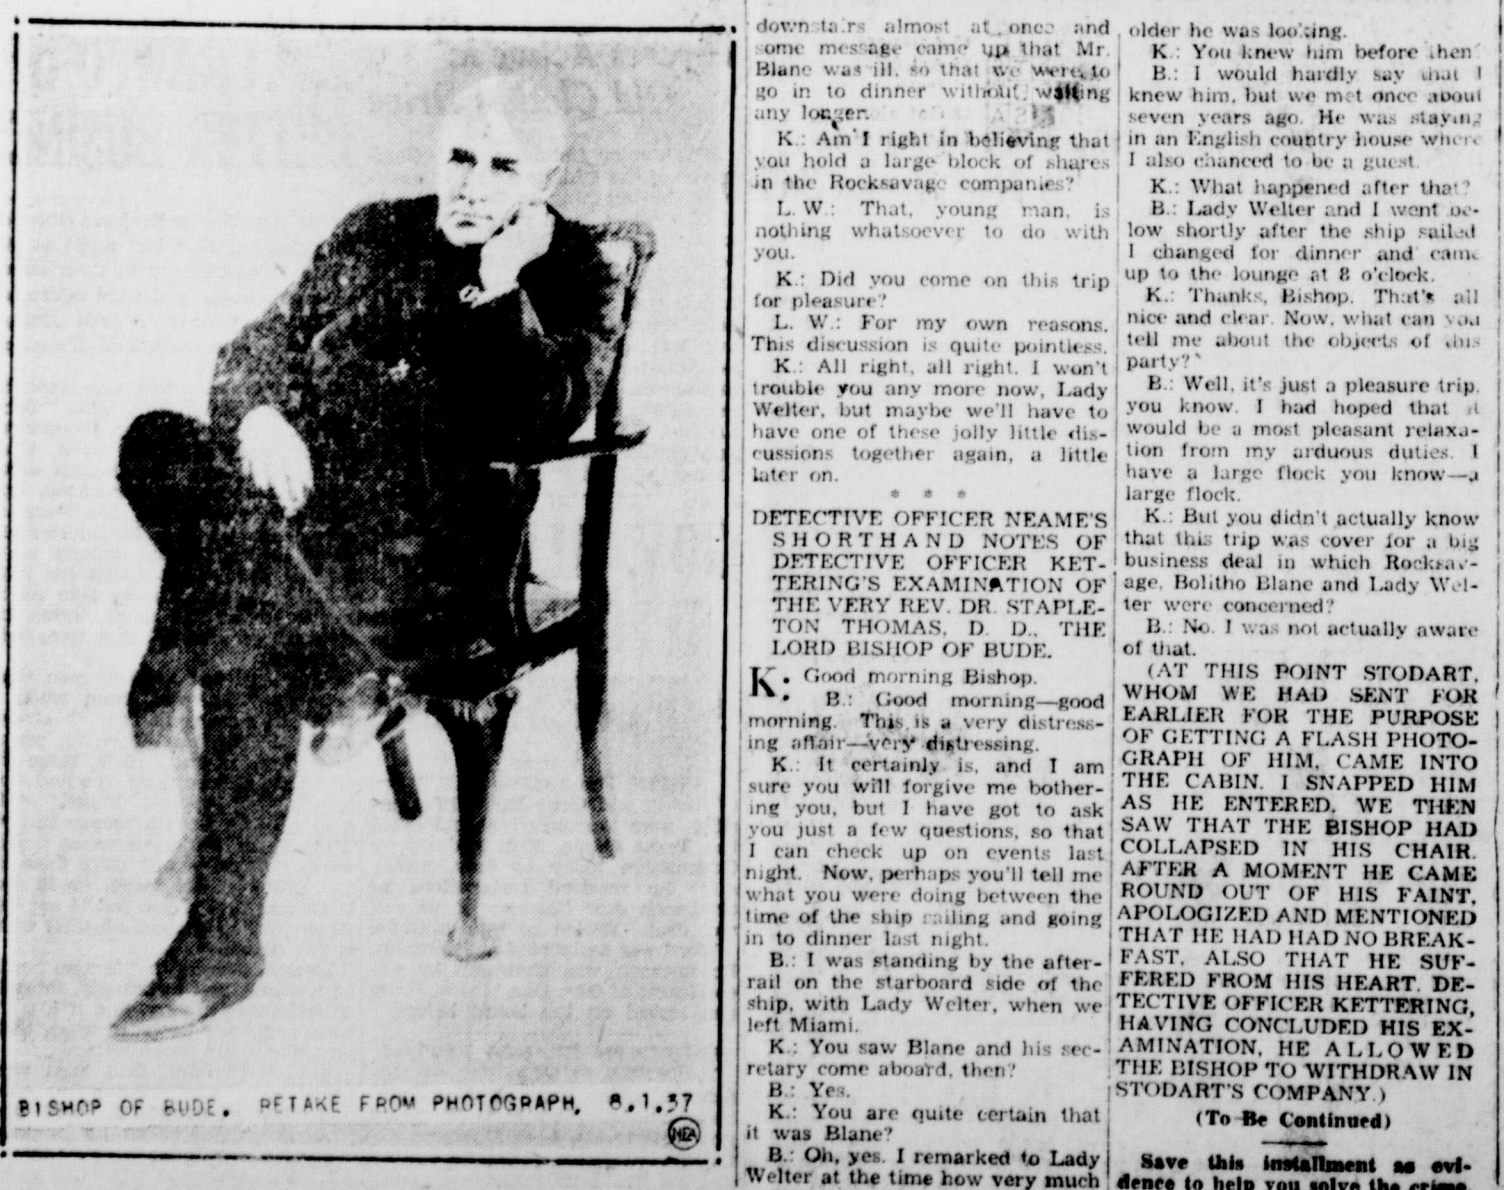 BISHOP OF BUDE. RETAKE FROM PHOTOGRAPH, 8.1.37
NEA
downstairs almost at once and
some message came up that Mr.
Blane was ill, so that we were to
go in to dinner without waiting
any longer.
K.: Am I right in believing that
you hold a large block of shares
in the Rocksavage companies?
L. W.: That, young man, is
nothing whatsoever to do with
you.
K.: Did you come on this trip
for pleasure?
L. W.: For my own reasons.
This discussion is quite pointless.
K.: All right, all right. I won't
trouble you any more now, Lady
Welter, but maybe we'll have to
have one of these jolly little dis-
cussions together again, a little
later on.
* * *
DETECTIVE OFFICER NEAME'S
SHORTHAND NOTES OF
DETECTIVE OFFICER KET-
TERING'S EXAMINATION OF
THE VERY REV. DR. STAPLE-
TON THOMAS, D. D., THE
LORD BISHOP OF BUDE.
K: Good morning Bishop.
B.: Good morning—good
morning. This is a very distress-
ing affair—very distressing.
K.: It certainly is, and I am
sure you will forgive me bother-
ing you, but I have got to ask
you just a few questions, so that
I can check up on events last
night. Now, perhaps you'll tell me
what you were doing between the
time of the ship sailing and going
in to dinner last night.
B.: I was standing by the after-
rail on the starboard side of the
ship, with Lady Welter, when we
left Miami.
K.: You saw Blane and his sec-
retary come aboard, then?
B.: Yes.
K.: You are quite certain that
it was Blane?
B.: Oh, yes. I remarked to Lady
Welter at the time how very much
older he was looking.
K.: You knew him before then?
B.: I would hardly say that I
knew him, but we met once about
seven years ago. He was staying
in an English country house where
I also chanced to be a guest.
K.: What happened after that?
B.: Lady Welter and I went be-
low shortly after the ship sailed.
I changed for dinner and came
up to the lounge at 8 o'clock.
K.: Thanks, Bishop. That's all
nice and clear. Now, what can you
tell me about the objects of this
party?
B.: Well, it's just a pleasure trip,
you know. I had hoped that it
would be a most pleasant relaxa-
tion from my arduous duties. I
have a large flock you know—a
large flock.
K.: But you didn't actually know
that this trip was cover for a big
business deal in which Rocksav-
age, Bolitho Blane and Lady Wel-
ter were concerned?
B.: No. I was not actually aware
of that.
(AT THIS POINT STODART,
WHOM WE HAD SENT FOR
EARLIER FOR THE PURPOSE
OF GETTING A FLASH PHOTO-
GRAPH OF HIM, CAME INTO
THE CABIN. I SNAPPED HIM
AS HE ENTERED. WE THEN
SAW THAT THE BISHOP HAD
COLLAPSED IN HIS CHAIR.
AFTER A MOMENT HE CAME
ROUND OUT OF HIS FAINT,
APOLOGIZED AND MENTIONED
THAT HE HAD HAD NO BREAK-
FAST, ALSO THAT HE SUF-
FERED FROM HIS HEART. DE-
TECTIVE OFFICER KETTERING,
HAVING CONCLUDED HIS EX-
AMINATION, HE ALLOWED
THE BISHOP TO WITHDRAW IN
STODART'S COMPANY.)
(To Be Continued)
Save this installment as evi-
dence to help you solve the crime.